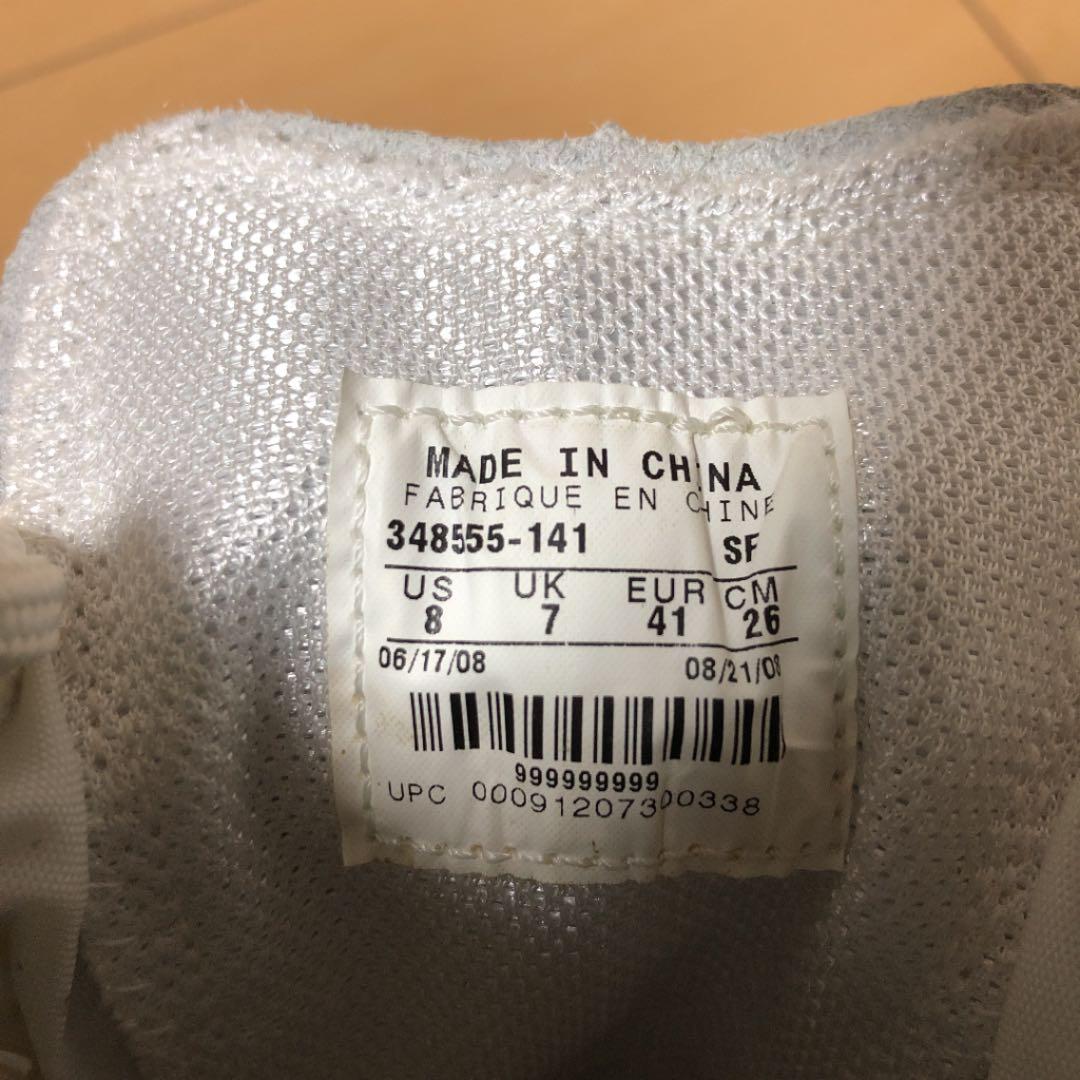 MADE IN CHINA
FABRIQUE EN CHINE
348555-141 SF
US UK EUR CM
8 7 41 26
06/17/08 08/21/08
999999999
UPC 00091207300338